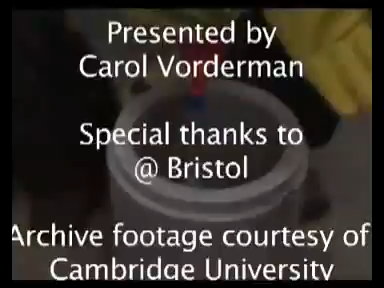 Presented by
Carol Vorderman
Special thanks to
@ Bristol
Archive footage courtesy of
Cambridge University